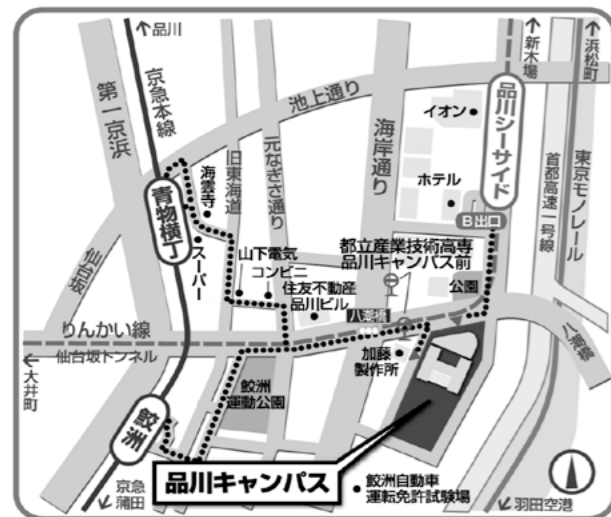 品川
京急本線
第一京浜
池上通り
新木場
浜松町
イオン
品川シーサイド
海岸通り
元なぎさ通り
旧東海道
海雲寺
ホテル
B出口
首都高速一号線
東京モノレール
青物横丁
仙台坂
スーパー
山下電気
コンビニ
住友不動産
品川ビル
都立産業技術高専
品川キャンパス前
公園
八潮橋
りんかい線
仙台坂トンネル
大井町
加藤
製作所
八潮橋
鮫洲
運動公園
鮫洲
品川キャンパス
京急
蒲田
鮫洲自動車
運転免許試験場
羽田空港